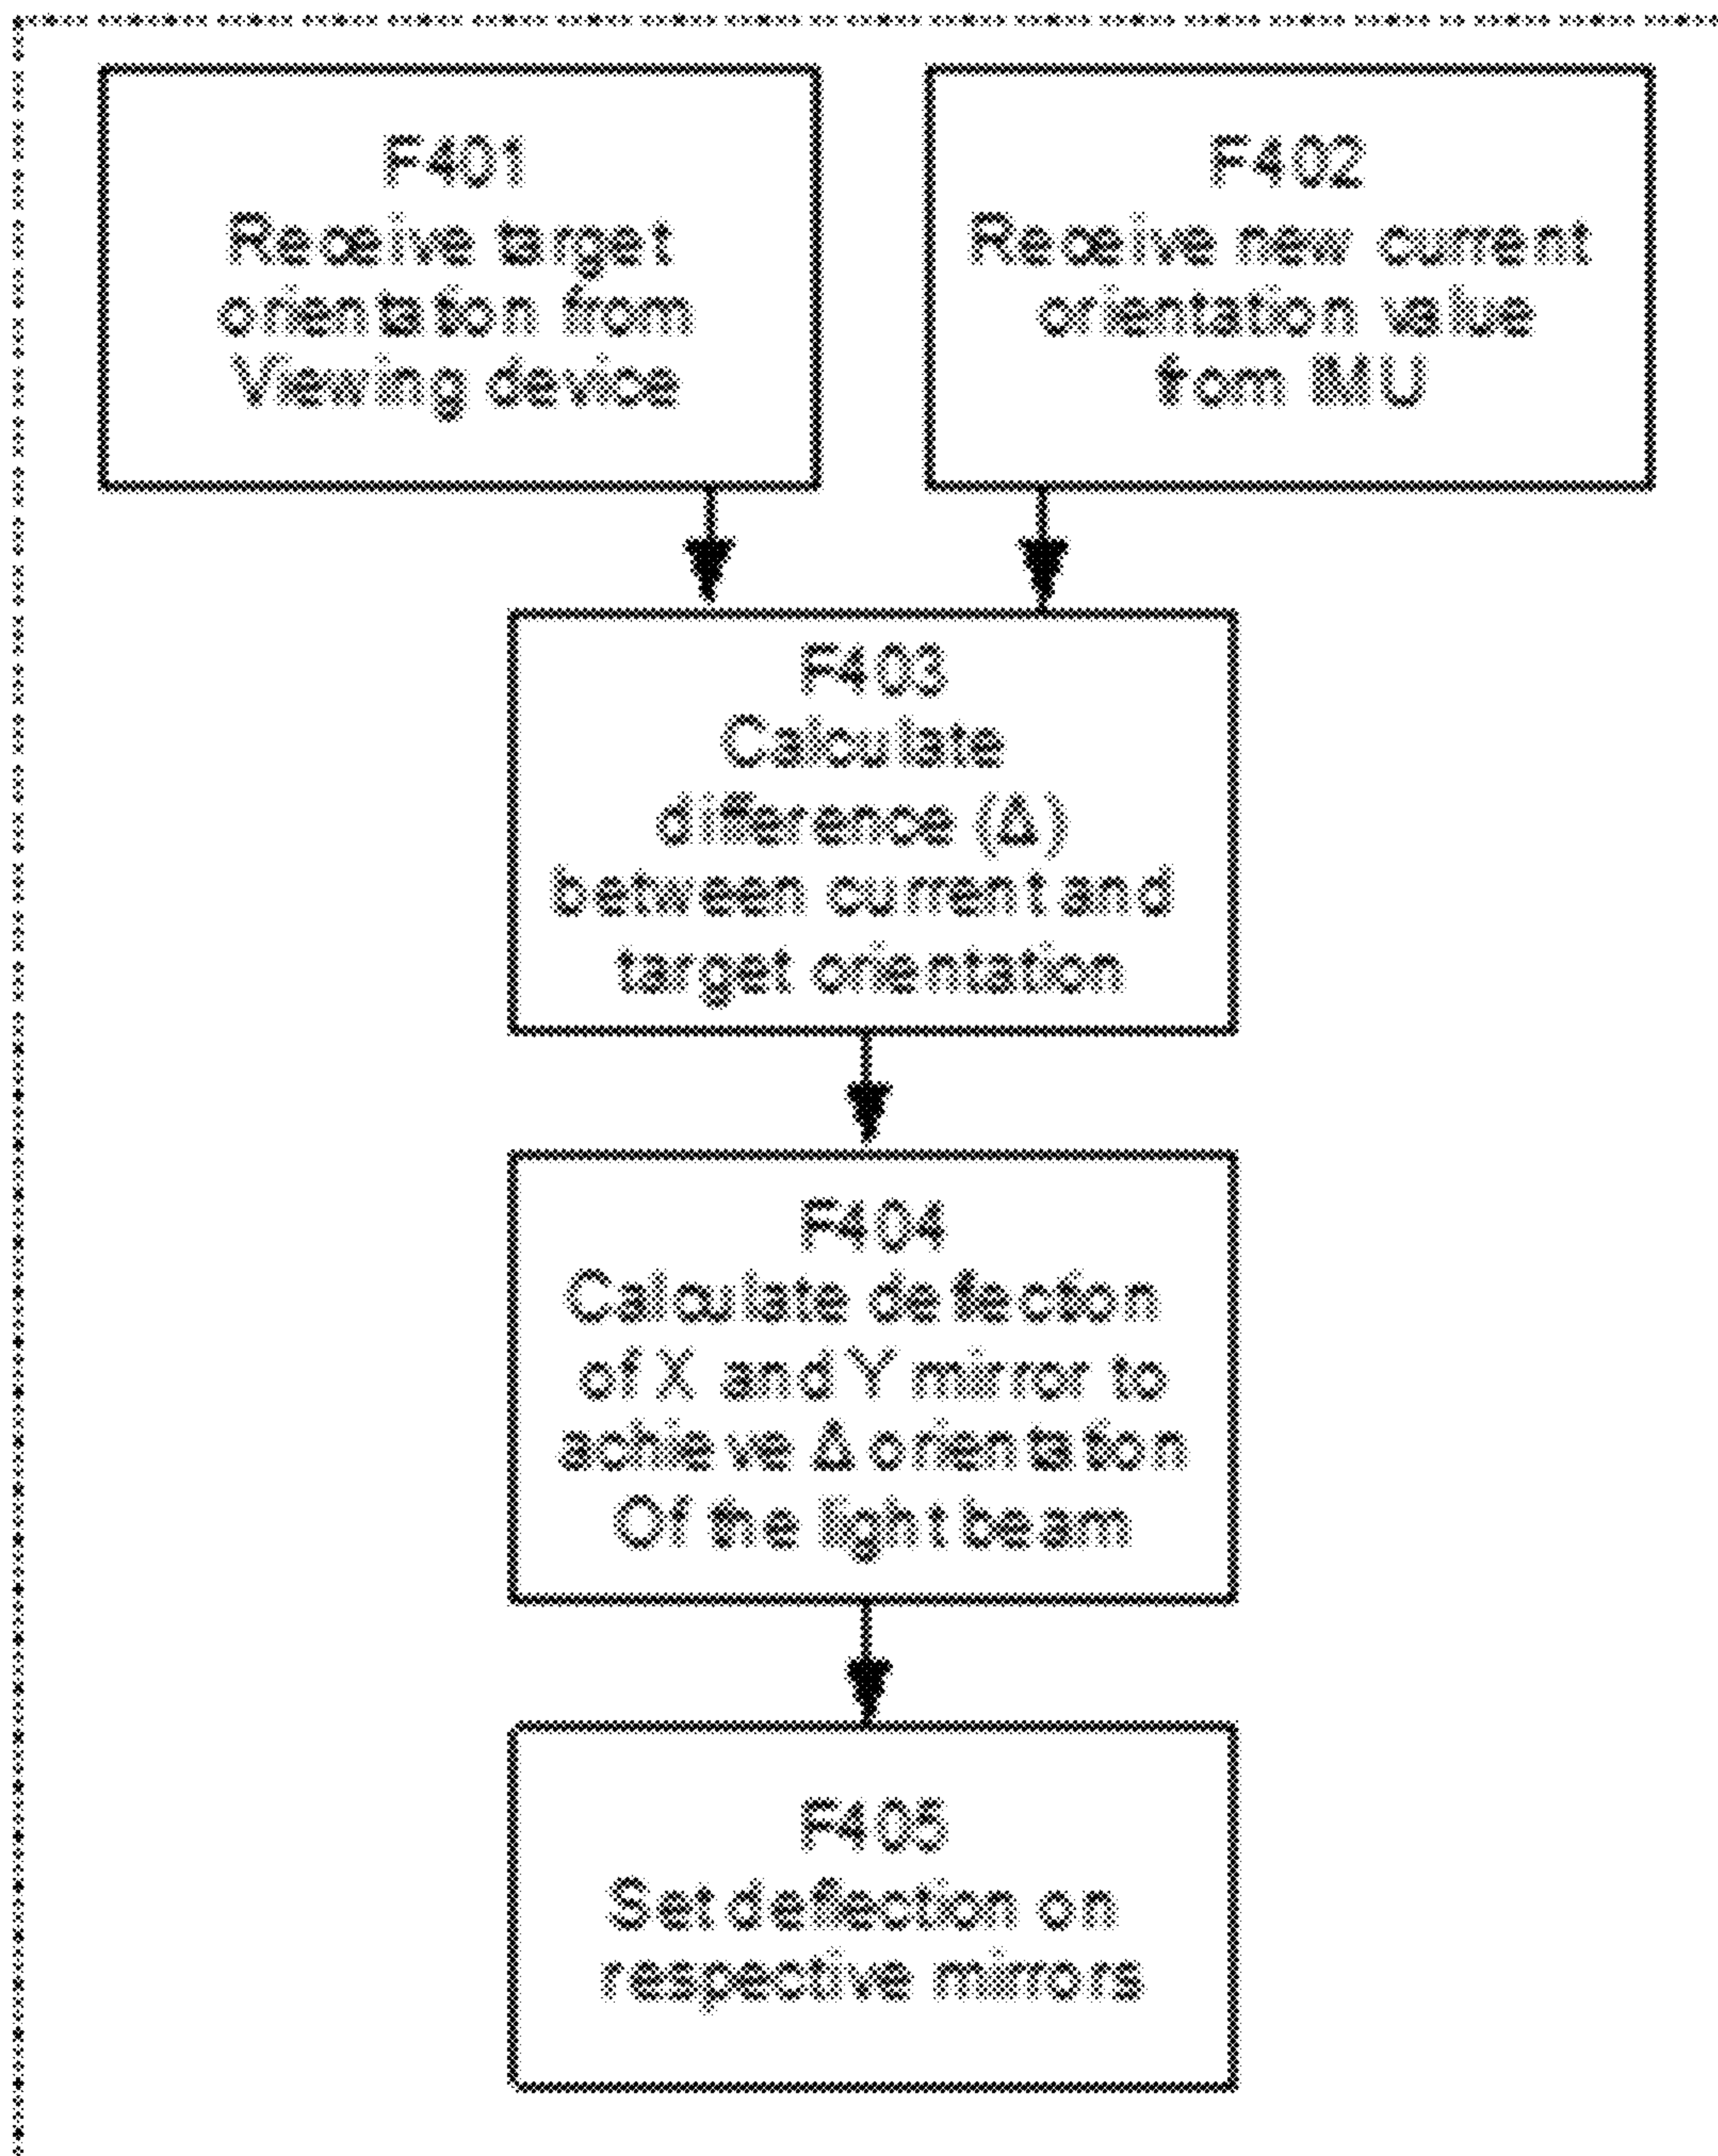 F401
Receive target
orientation from
Viewing device
F402
Receive new current
orientation value
from IMU
F403
Calculate
difference (Δ)
between current and
target orientation
F404
Calculate deflection
of X and Y mirror to
achieve Δ orientation
Of the light beam
F405
Set deflection on
respective mirrors